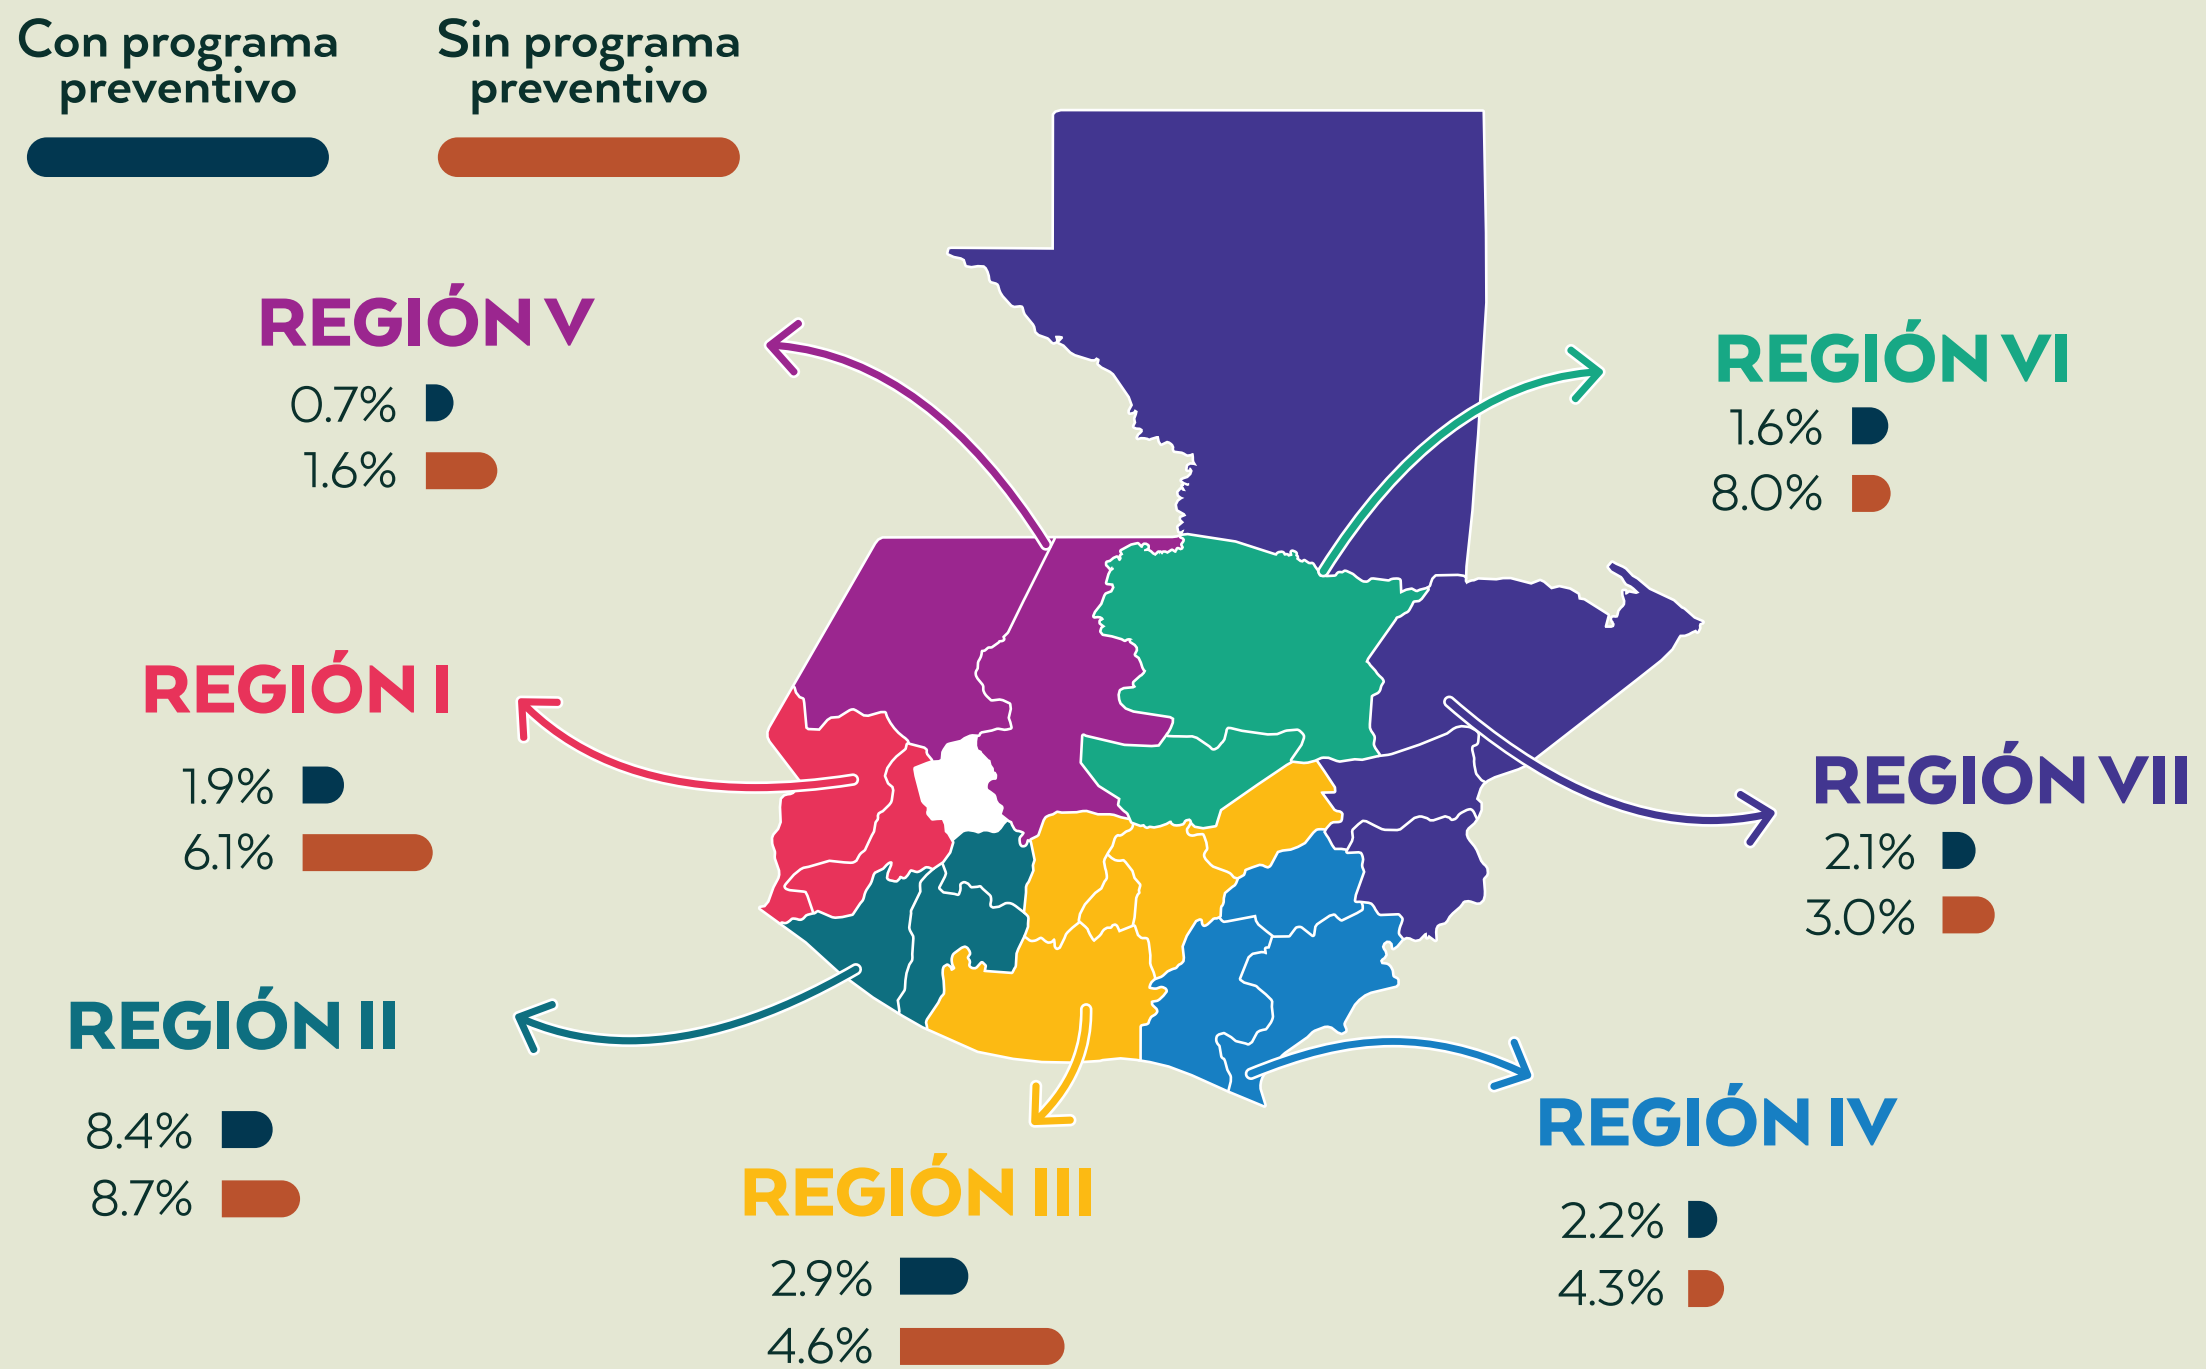 Con programa
preventivo
Sin programa
preventivo
REGIÓN V
0.7%
1.6%
REGIÓN VI
1.6%
8.0%
REGIÓN I
1.9%
6.1%
REGIÓN VII
2.1%
3.0%
REGIÓN II
8.4%
8.7%
REGIÓN III
2.9%
4.6%
REGIÓN IV
2.2%
4.3%